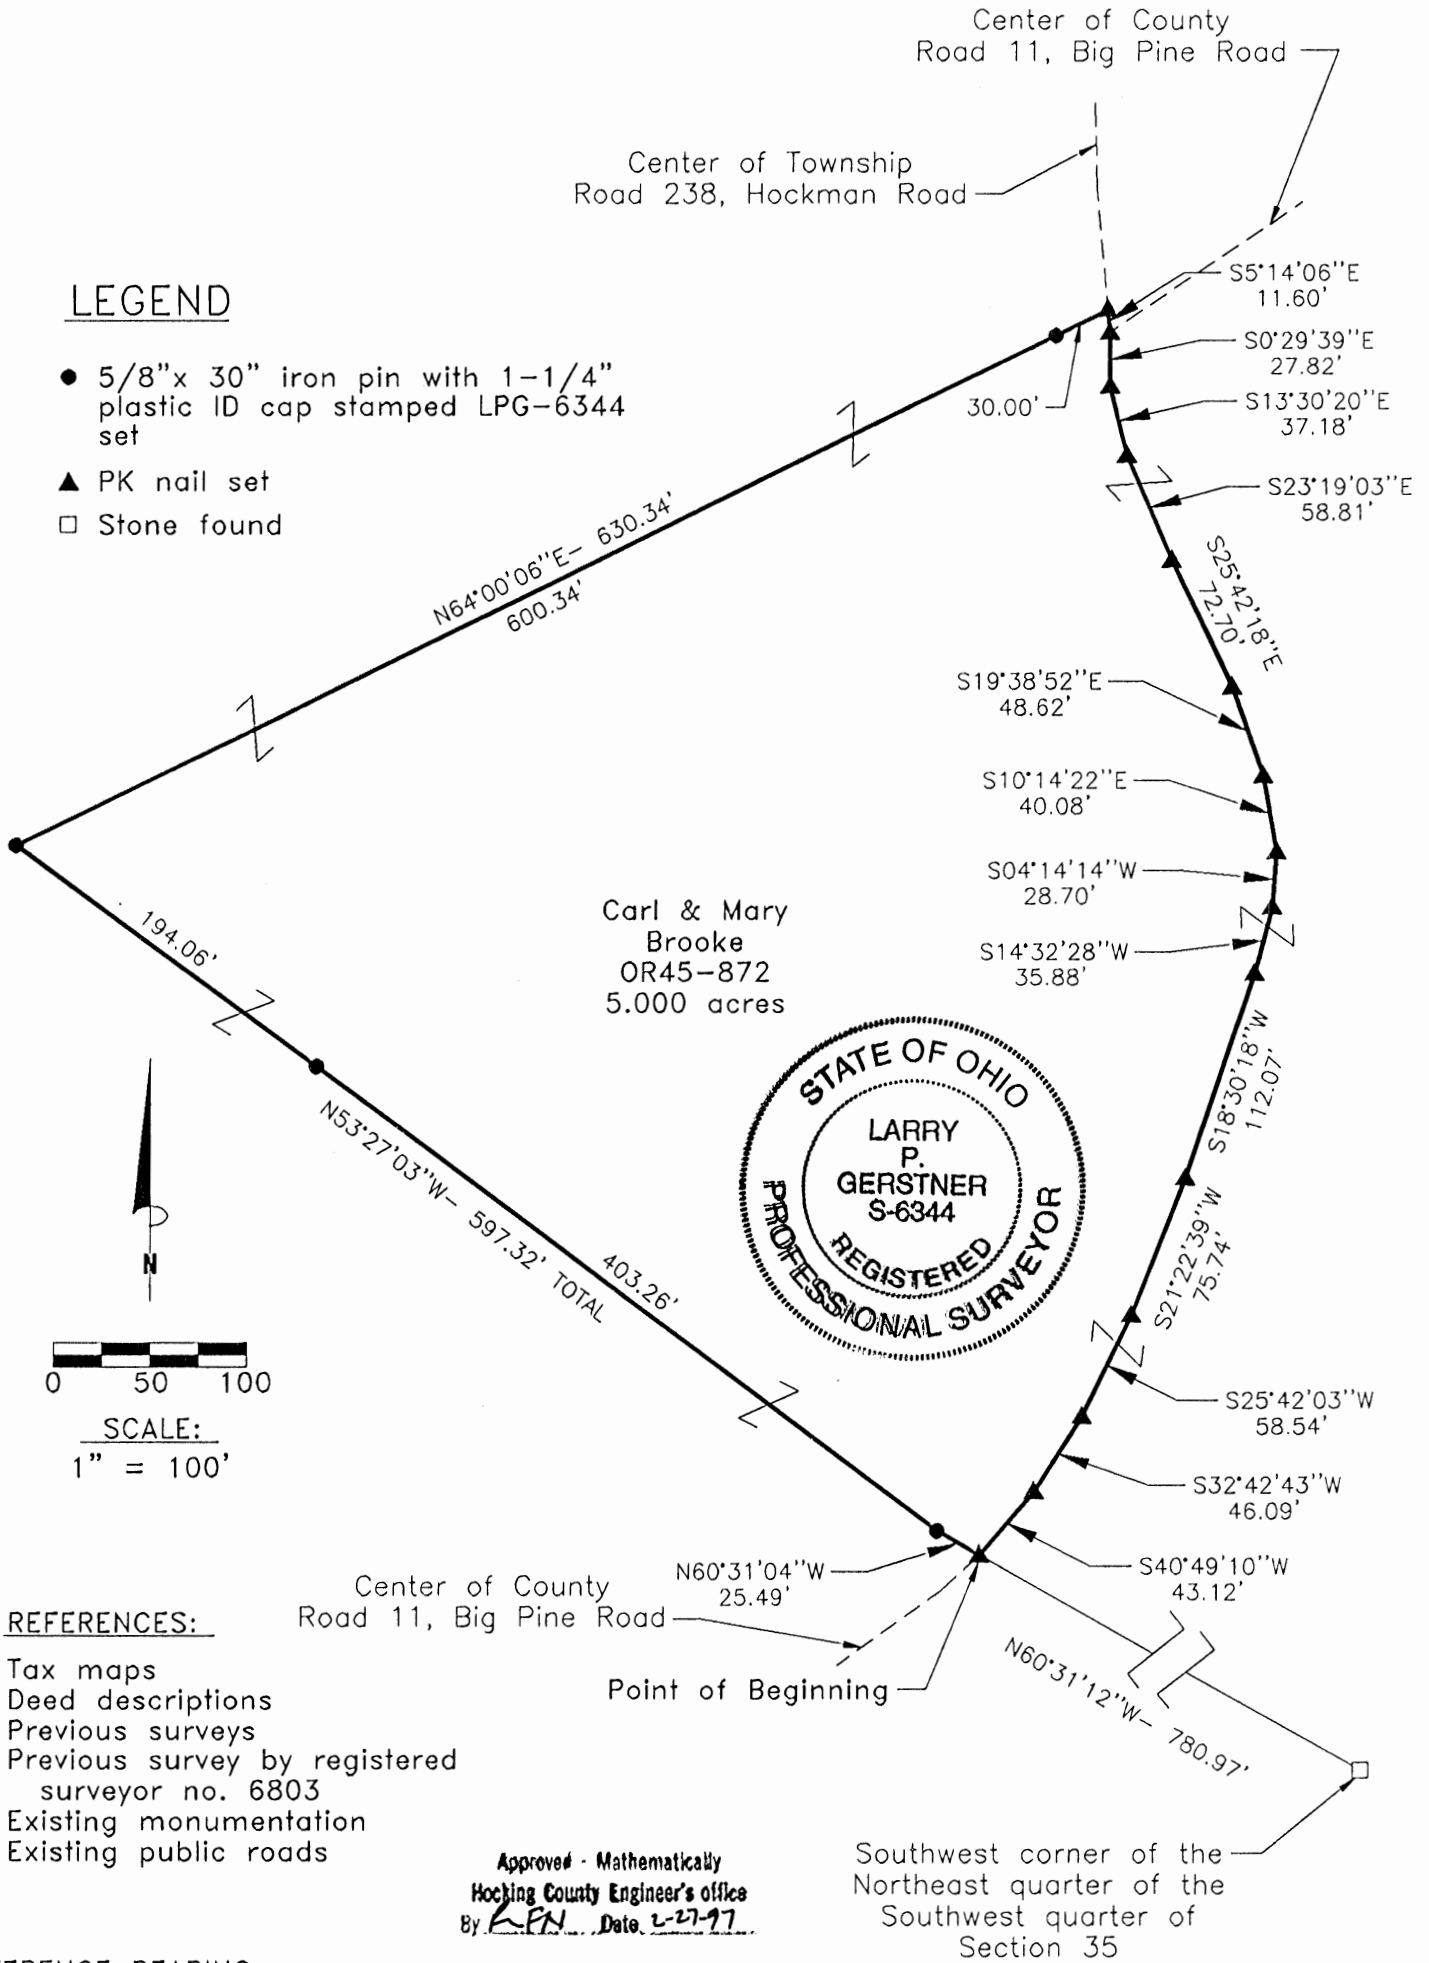 Center of County
Road 11, Big Pine Road
Center of Township
Road 238, Hockman Road
LEGEND
5/8"x 30" iron pin with 1-1/4"
plastic ID cap stamped LPG-6344
set
PK nail set
Stone found
S5°14'06"E
11.60'
S0°29'39"E
27.82'
30.00'
S13°30'20"E
37.18'
S23°19'03"E
58.81'
N64°00'06"E- 630.34'
600.34'
S25°42'18"E
72.70'
S19°38'52"E
48.62'
S10°14'22"E
40.08'
S04°14'14"W
28.70'
S14°32'28"W
35.88'
194.06'
Carl & Mary
Brooke
OR45-872
5.000 acres
STATE OF OHIO
LARRY
P.
GERSTNER
S-6344
REGISTERED
PROFESSIONAL SURVEYOR
S18°30'18"W
112.07'
N53°27'03"W- 597.32' TOTAL
403.26'
S21°22'39"W
75.74'
N
0 50 100
SCALE:
1" = 100'
S25°42'03"W
58.54'
S32°42'43"W
46.09'
S40°49'10"W
43.12'
N60°31'04"W
25.49'
Center of County
Road 11, Big Pine Road
Point of Beginning
N60°31'12"W- 780.97'
REFERENCES:
Tax maps
Deed descriptions
Previous surveys
Previous survey by registered
surveyor no. 6803
Existing monumentation
Existing public roads
Approved - Mathematically
Hocking County Engineer's office
By Date 2-27-97
Southwest corner of the
Northeast quarter of the
Southwest quarter of
Section 35